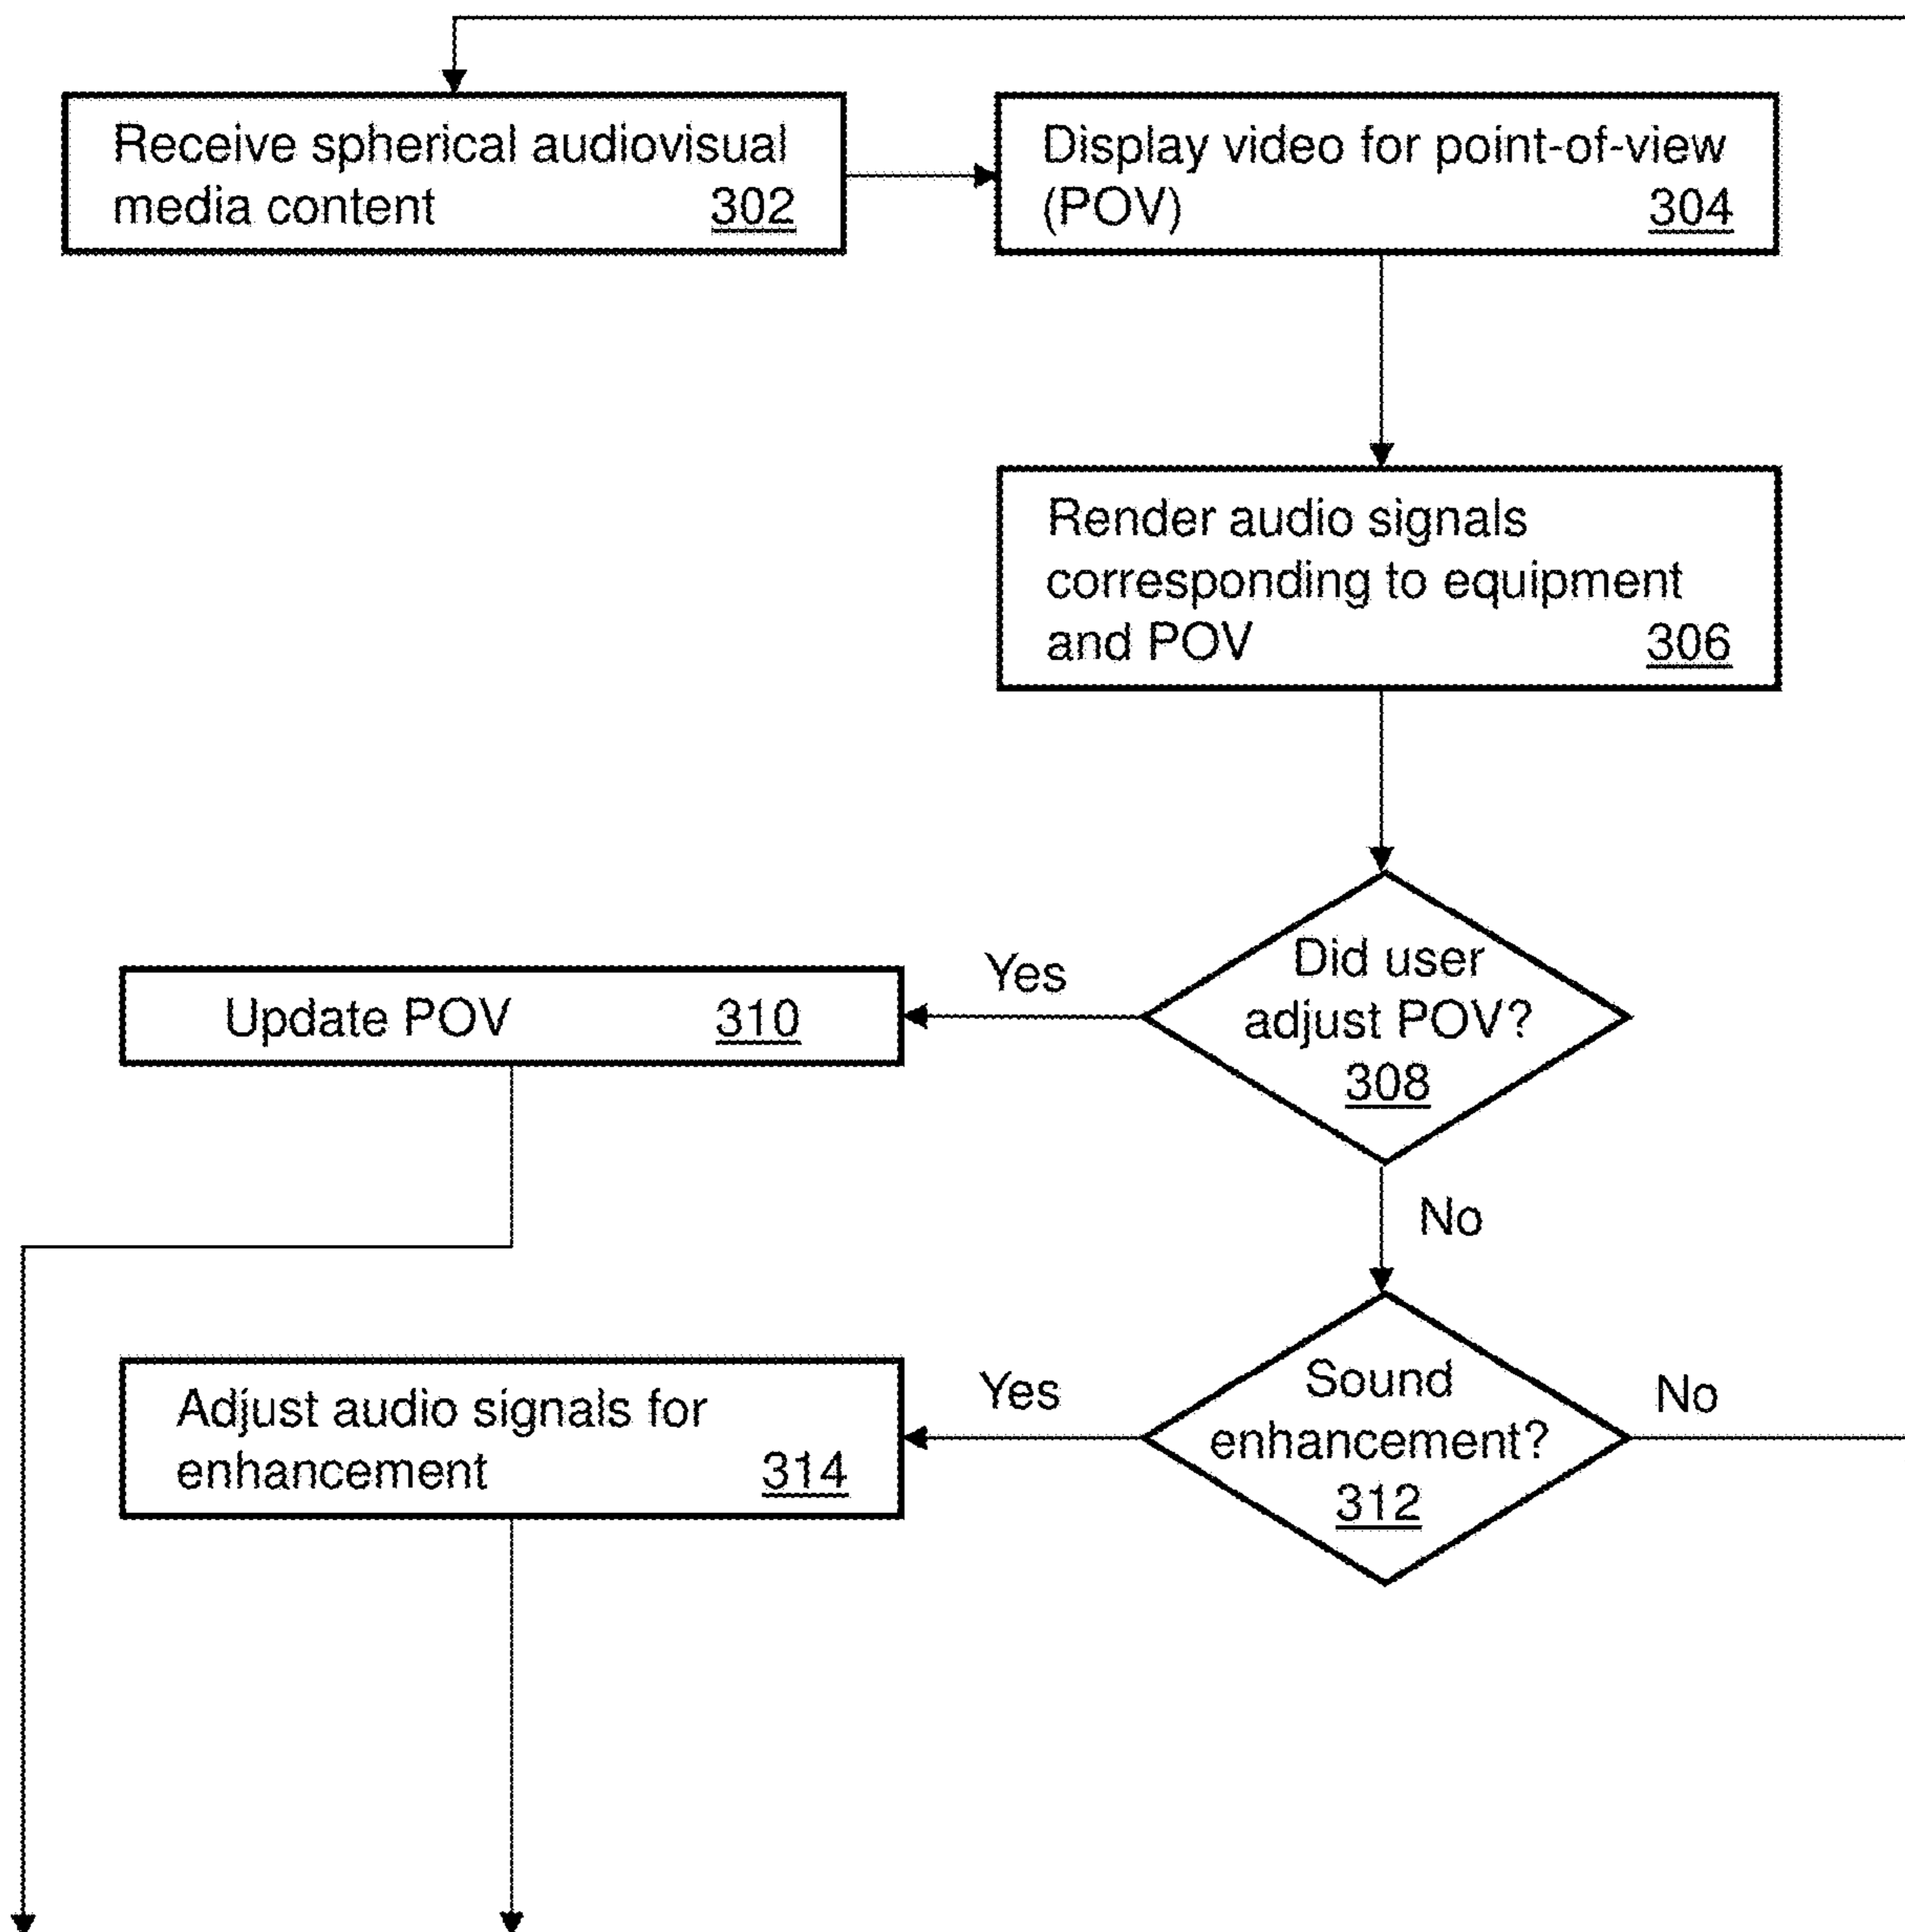 Receive spherical audiovisual
media content 302
Display video for point-of-view
(POV) 304
Render audio signals
corresponding to equipment
and POV 306
Did user
adjust POV?
308
Yes
Update POV 310
No
Sound
enhancement?
312
Yes
No
Adjust audio signals for
enhancement 314